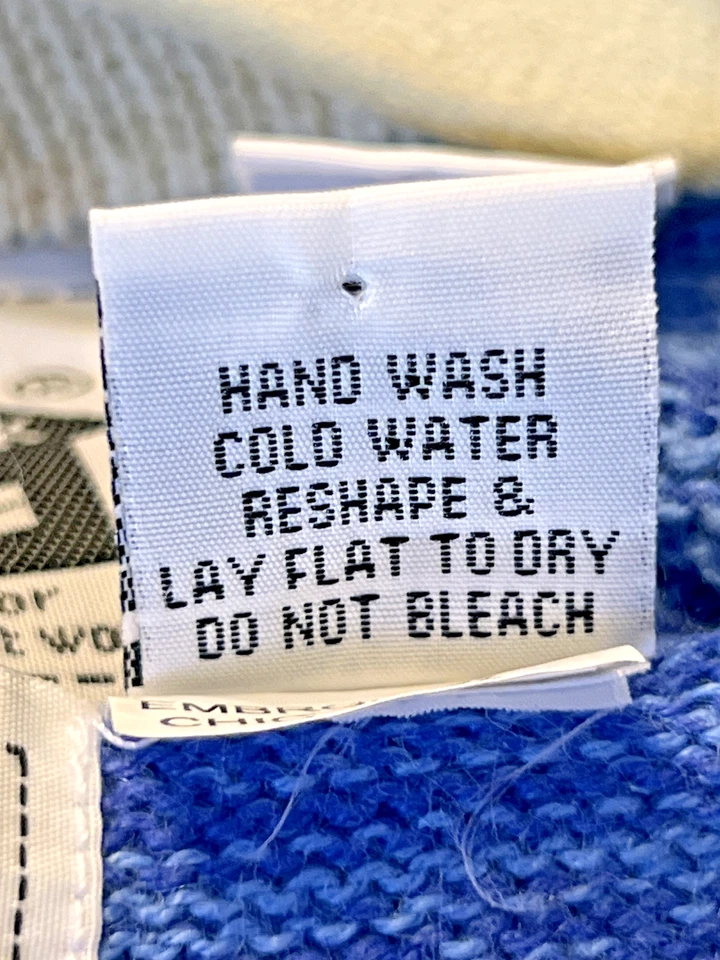 HAND WASH
COLD WATER
RESHAPE &
LAY FLAT TO DRY
DO NOT BLEACH